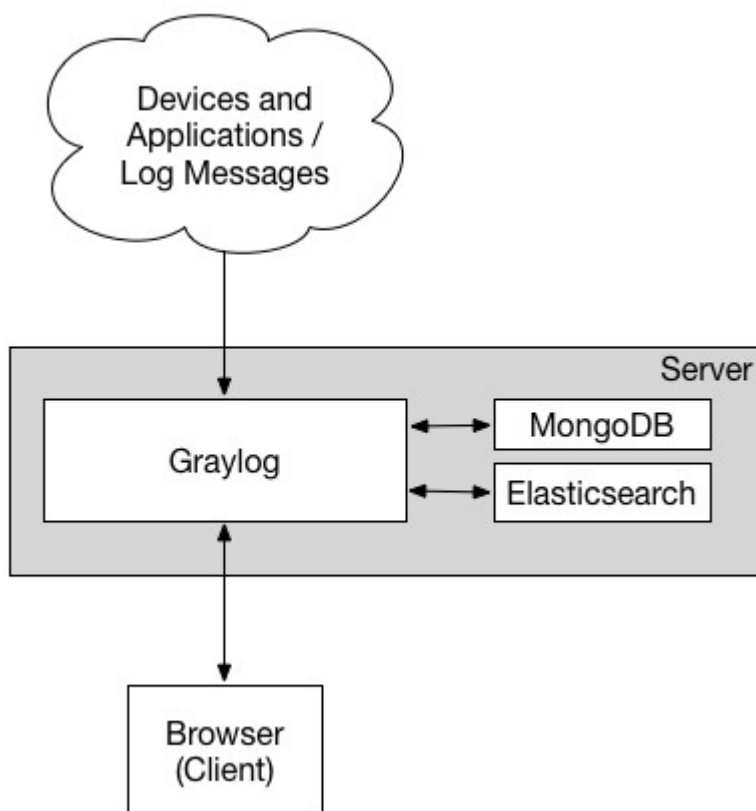 Devices and
Applications /
Log Messages
Server
Graylog
MongoDB
Elasticsearch
Browser
(Client)